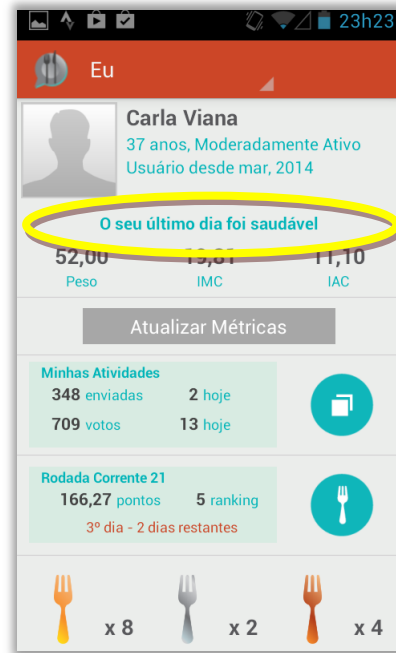 23h23
Eu
Carla Viana
37 anos, Moderadamente Ativo
Usuário desde mar, 2014
O seu último dia foi saudável
52,00 19,81 11,10
Peso IMC IAC
Atualizar Métricas
Minhas Atividades
348 enviadas 2 hoje
709 votos 13 hoje
Rodada Corrente 21
166,27 pontos 5 ranking
3º dia - 2 dias restantes
x 8 x 2 x 4